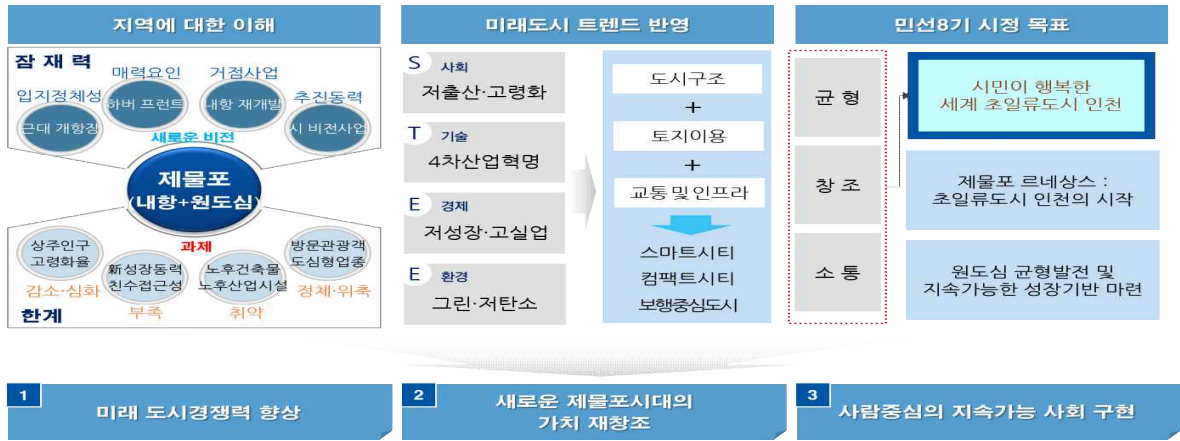 지역에 대한 이해
잠 재 력
매력요인
거점사업
입지정체성
하버 프런트
내항 재개발
추진동력
근대 개항장
시 비전사업
새로운 비전
제물포
(내항+원도심)
과제
상주인구
고령화율
新성장동력
친수접근성
노후건축물
노후산업시설
방문관광객
도심형업종
감소·심화
부족
취약
정체·위축
한계
미래도시 트렌드 반영
S 사회
저출산·고령화
T 기술
4차산업혁명
E 경제
저성장·고실업
E 환경
그린·저탄소
도시구조
+
토지이용
+
교통 및 인프라
스마트시티
컴팩트시티
보행중심도시
민선8기 시정 목표
균 형
창 조
소 통
시민이 행복한
세계 초일류도시 인천
제물포 르네상스 :
초일류도시 인천의 시작
원도심 균형발전 및
지속가능한 성장기반 마련
1
미래 도시경쟁력 향상
2
새로운 제물포시대의
가치 재창조
3
사람중심의 지속가능 사회 구현